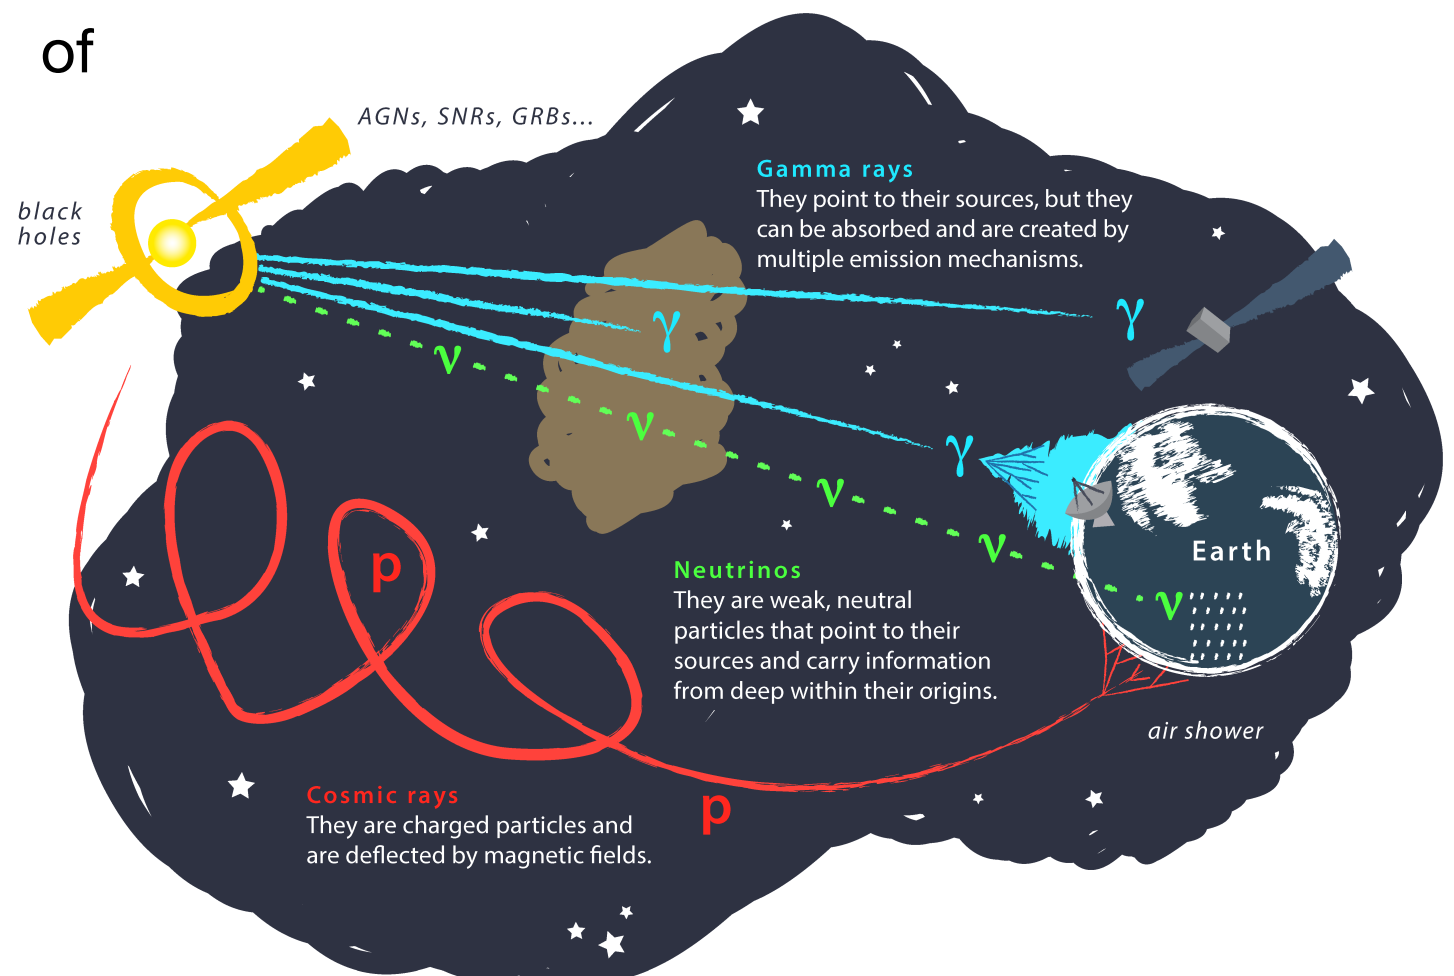 of
AGNs, SNRs, GRBs...
black
holes
Gamma rays
They point to their sources, but they
can be absorbed and are created by
multiple emission mechanisms.
γ
γ
ν
ν
γ
ν
ν
Earth
ν
p
Neutrinos
They are weak, neutral
particles that point to their
sources and carry information
from deep within their origins.
air shower
p
Cosmic rays
They are charged particles and
are deflected by magnetic fields.